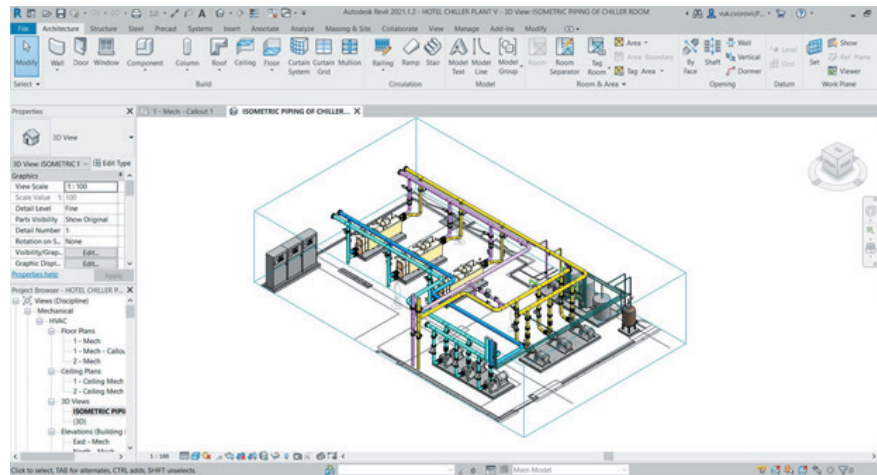 Autodesk Revit 2021.1.2 - HOTEL CHILLER PLANT V - 3D View: ISOMETRIC PIPING OF CHILLER ROOM
File Architecture Structure Steel Precast Systems Insert Annotate Analyze Massing & Site Collaborate View Manage Add-Ins Modify
Modify Wall Door Window Component Column Roof Ceiling Floor Curtain System Curtain Grid Mullion Railing Ramp Stair Model Text Model Line Model Group Room Room Separator Tag Room Area Area Boundary Tag Area By Face Shaft Wall Vertical Dormer Level Grid Set Show Ref Plane Viewer
Select Build Circulation Model Room & Area Opening Datum Work Plane
Properties
1 - Mech - Callout 1
ISOMETRIC PIPING OF CHILLER...
3D View
3D View: ISOMETRIC F
Edit Type
Graphics
View Scale 1 : 100
Scale Value 1: 100
Detail Level Fine
Parts Visibility Show Original
Detail Number 1
Rotation on S... None
Visibility/Grap... Edit...
Graphic Displ... Edit...
Properties help
Apply
Project Browser - HOTEL CHILLER P...
Views (Discipline)
Mechanical
HVAC
Floor Plans
1 - Mech
1 - Mech - Callou
2 - Mech
Ceiling Plans
1 - Ceiling Mech
2 - Ceiling Mech
3D Views
ISOMETRIC PIPI
{3D}
Elevations (Building
East - Mech
1 : 100
Click to select, TAB for alternates, CTRL adds, SHIFT unselects.
Main Model